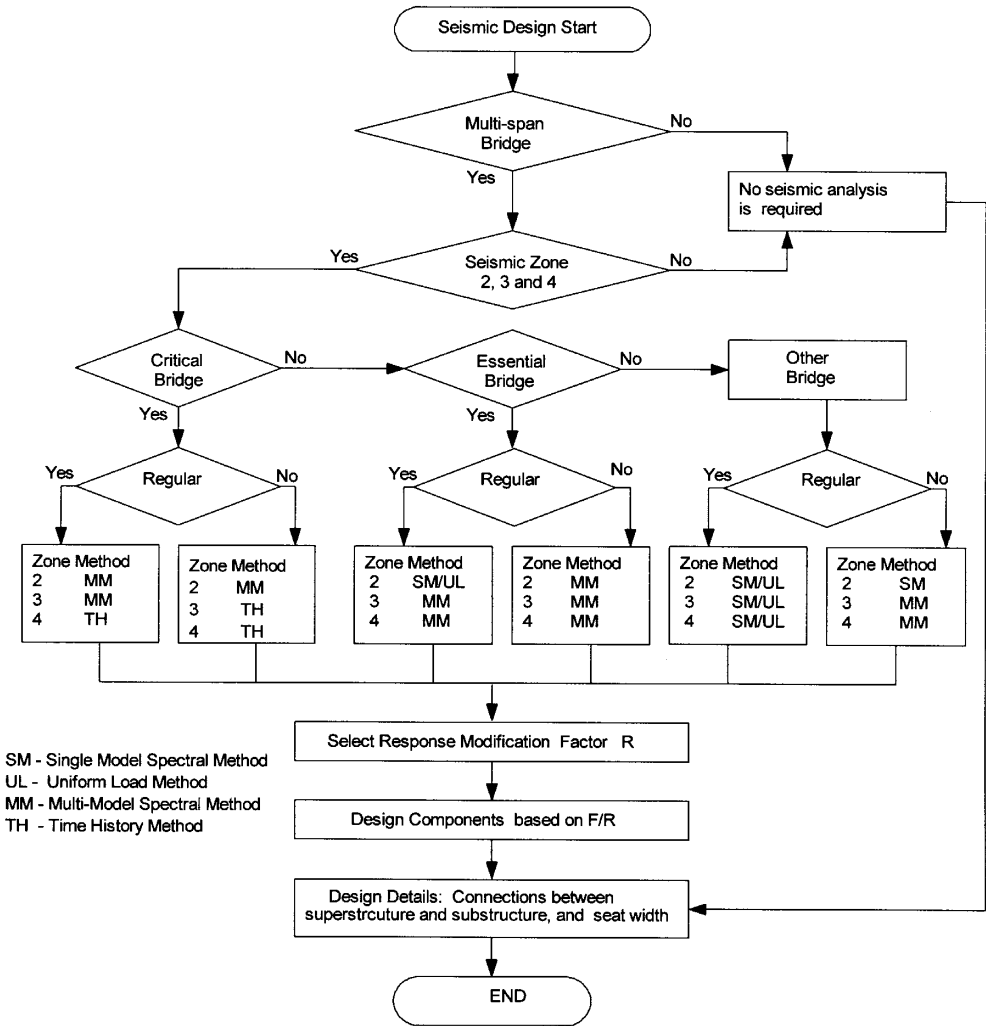 Seismic Design Start
Multi-span
Bridge
No
Yes
No seismic analysis
is required
Yes
Seismic Zone
2, 3 and 4
No
Critical
Bridge
No
Essential
Bridge
No
Other
Bridge
Yes
Yes
Yes
Regular
No
Yes
Regular
No
Yes
Regular
No
Zone Method
2 MM
3 MM
4 TH
Zone Method
2 MM
3 TH
4 TH
Zone Method
2 SM/UL
3 MM
4 MM
Zone Method
2 MM
3 MM
4 MM
Zone Method
2 SM/UL
3 SM/UL
4 SM/UL
Zone Method
2 SM
3 MM
4 MM
Select Response Modification Factor R
SM - Single Model Spectral Method
UL - Uniform Load Method
MM - Multi-Model Spectral Method
TH - Time History Method
Design Components based on F/R
Design Details: Connections between
superstrcuture and substructure, and seat width
END